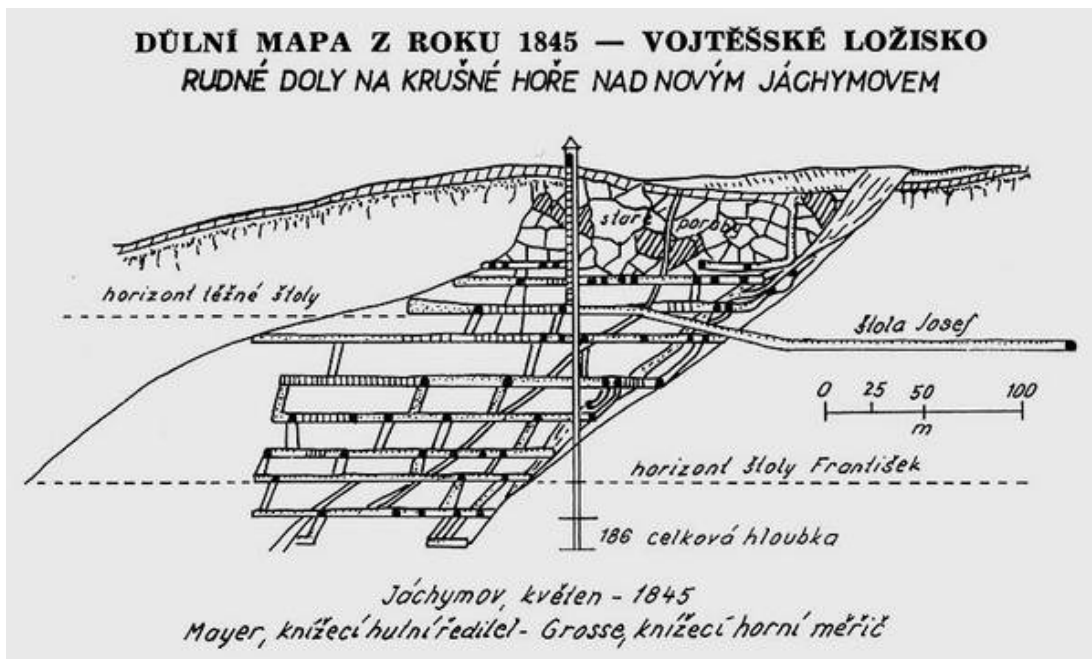 DŮLNÍ MAPA Z ROKU 1845 — VOJTĚŠSKÉ LOŽISKO
RUDNÉ DOLY NA KRUŠNÉ HOŘE NAD NOVÝM JÁCHYMOVEM
staré porůby
horizont těžné štoly
štola Josef
0 25 50 100
m
horizont štoly František
186 celková hloubka
Jáchymov, květen - 1845
Mayer, knížecí hutní ředitel - Grosse, knížecí horní měřič